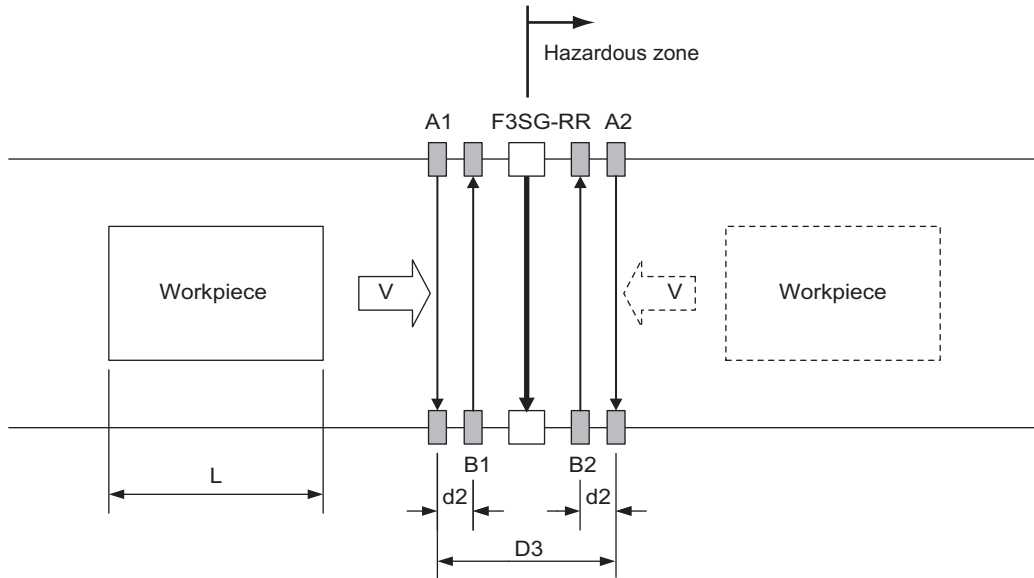 Hazardous zone
A1
F3SG-RR
A2
Workpiece
V
V
Workpiece
L
B1
B2
d2
d2
D3